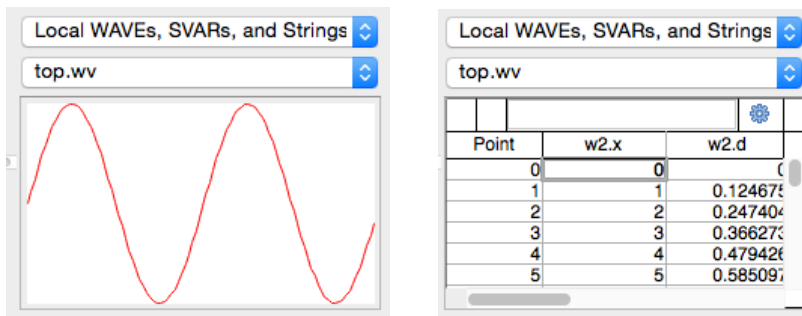 Local WAVEs, SVARs, and Strings
top.wv
Local WAVEs, SVARs, and Strings
top.wv
Point w2.x w2.d
0 0
1 1 0.124675
2 2 0.247404
3 3 0.366273
4 4 0.479426
5 5 0.585097